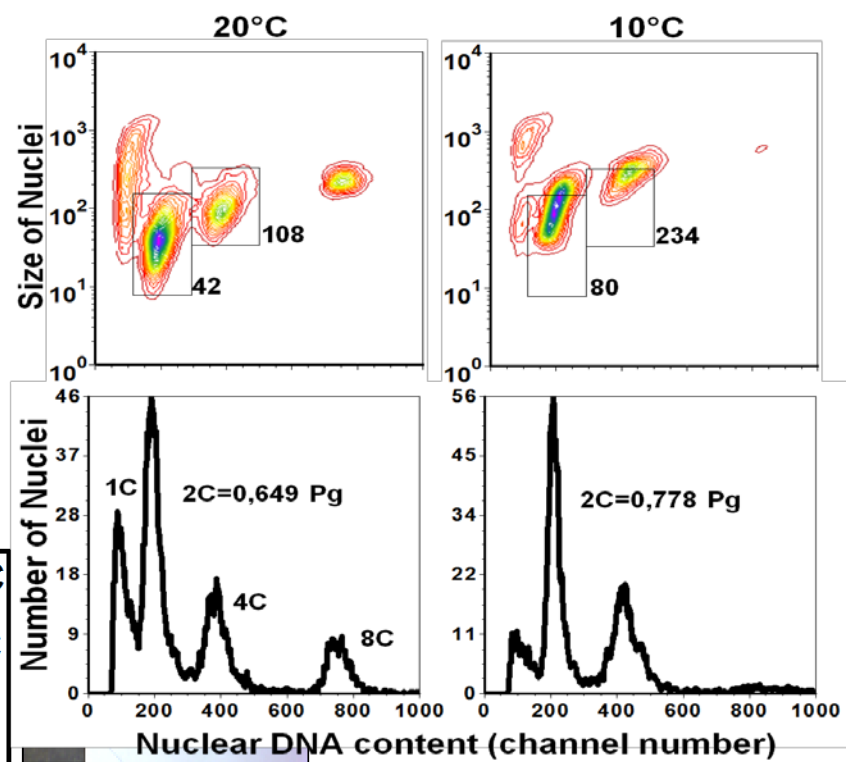 20°C 10°C
Size of Nuclei
10⁴ 10⁴
10³ 10³
10² 10²
10¹ 10¹
10⁰ 10⁰
108 234
42 80
Number of Nuclei
46 56
37 45
28 34
18 22
9 11
0 0
1C
2C=0,649 Pg 2C=0,778 Pg
4C
8C
0 200 400 600 800 1000 0 200 400 600 800 1000
Nuclear DNA content (channel number)